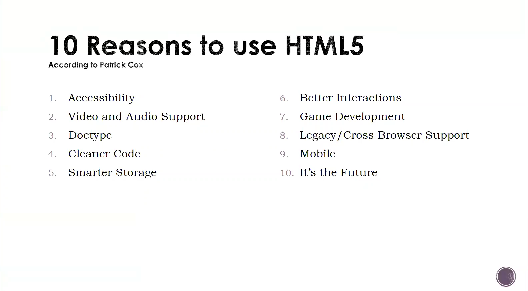 10 Reasons to use HTML5
According to Patrick Cox
1. Accessibility
2. Video and Audio Support
3. Doctype
4. Cleaner Code
5. Smarter Storage
6. Better Interactions
7. Game Development
8. Legacy/Cross Browser Support
9. Mobile
10. It's the Future